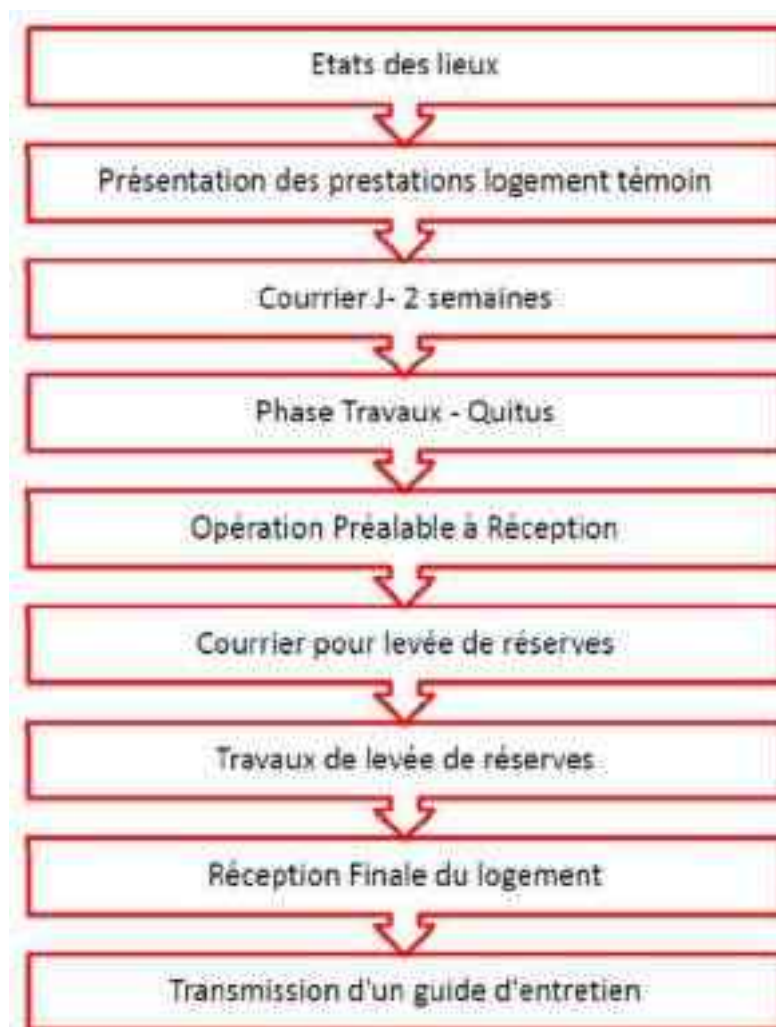 Etats des lieux
Présentation des prestations logement témoin
Courrier J- 2 semaines
Phase Travaux - Quitus
Opération Préalable à Réception
Courrier pour levée de réserves
Travaux de levée de réserves
Réception Finale du logement
Transmission d'un guide d'entretien